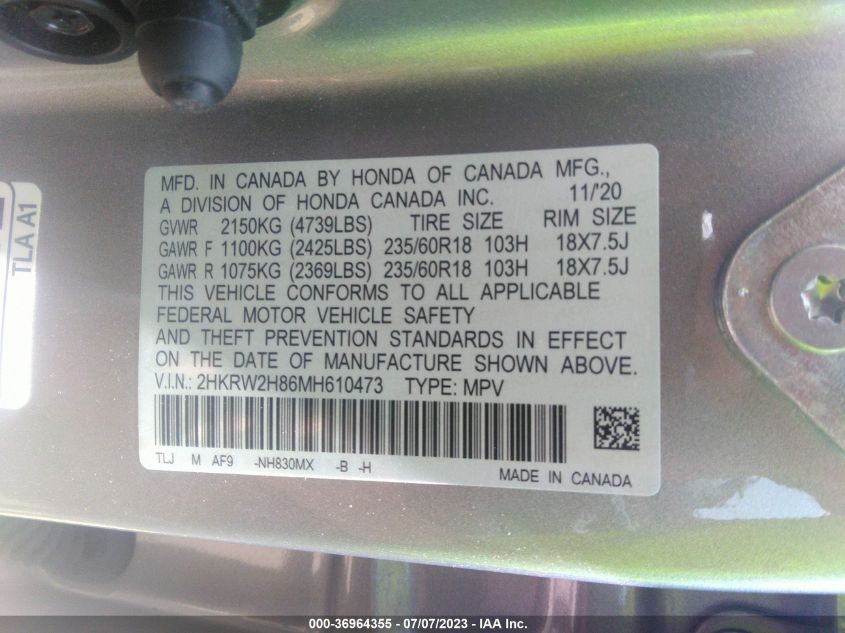 MFD. IN CANADA BY HONDA OF CANADA MFG.,
A DIVISION OF HONDA CANADA INC. 11/'20
GVWR 2150KG (4739LBS) TIRE SIZE RIM SIZE
GAWR F 1100KG (2425LBS) 235/60R18 103H 18X7.5J
GAWR R 1075KG (2369LBS) 235/60R18 103H 18X7.5J
THIS VEHICLE CONFORMS TO ALL APPLICABLE
FEDERAL MOTOR VEHICLE SAFETY
AND THEFT PREVENTION STANDARDS IN EFFECT
ON THE DATE OF MANUFACTURE SHOWN ABOVE.
V.I.N.: 2HKRW2H86MH610473 TYPE: MPV
TLJ M AF9 -NH830MX -B -H
MADE IN CANADA
TLA A1
000-36964355 - 07/07/2023 - IAA Inc.